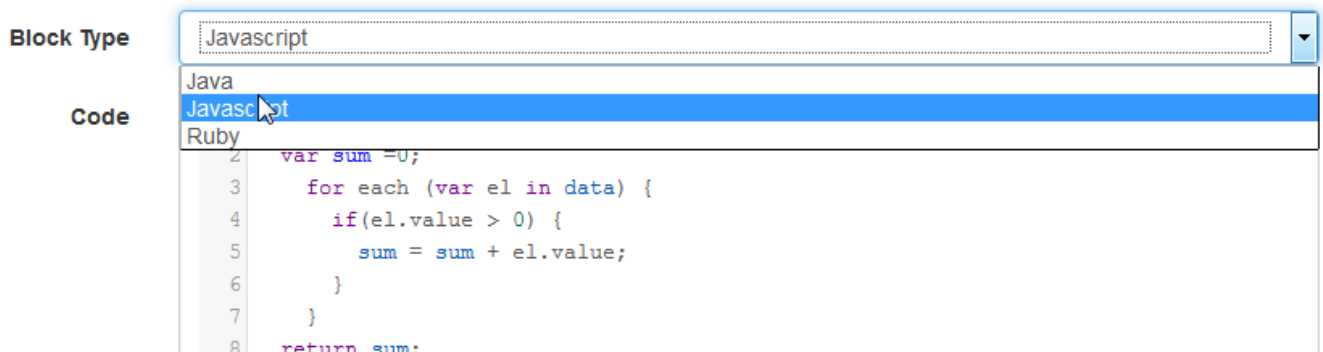 Block Type Javascript
Java
Code Javascript
Ruby
2 var sum =0;
3 for each (var el in data) {
4 if(el.value > 0) {
5 sum = sum + el.value;
6 }
7 }
8 return sum;